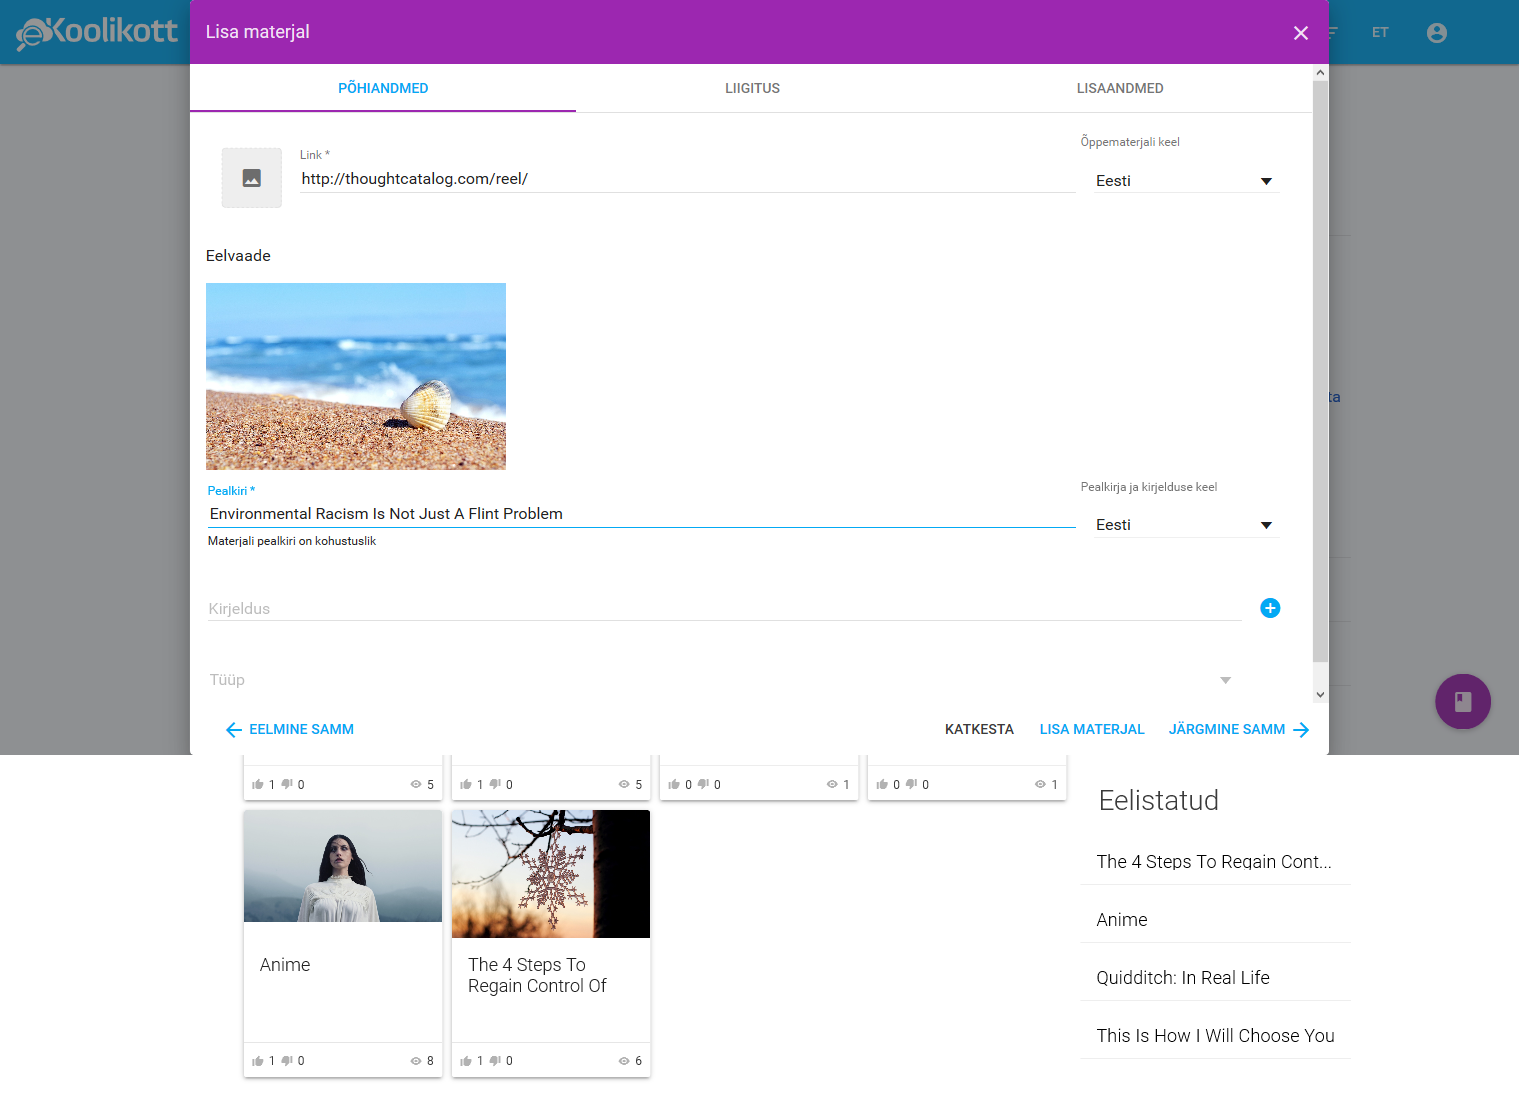 eKoolikott
Lisa materjal
ET
PÕHIANDMED
LIIGITUS
LISAANDMED
Link *
http://thoughtcatalog.com/reel/
Õppematerjali keel
Eesti
Eelvaade
ta
Pealkiri *
Environmental Racism Is Not Just A Flint Problem
Materjali pealkiri on kohustuslik
Pealkirja ja kirjelduse keel
Eesti
Kirjeldus
Tüüp
EELMINE SAMM
KATKESTA
LISA MATERJAL
JÄRGMINE SAMM
1 0 5
1 0 5
0 0 1
0 0 1
Anime
1 0 8
The 4 Steps To
Regain Control Of
1 0 6
Eelistatud
The 4 Steps To Regain Cont...
Anime
Quidditch: In Real Life
This Is How I Will Choose You